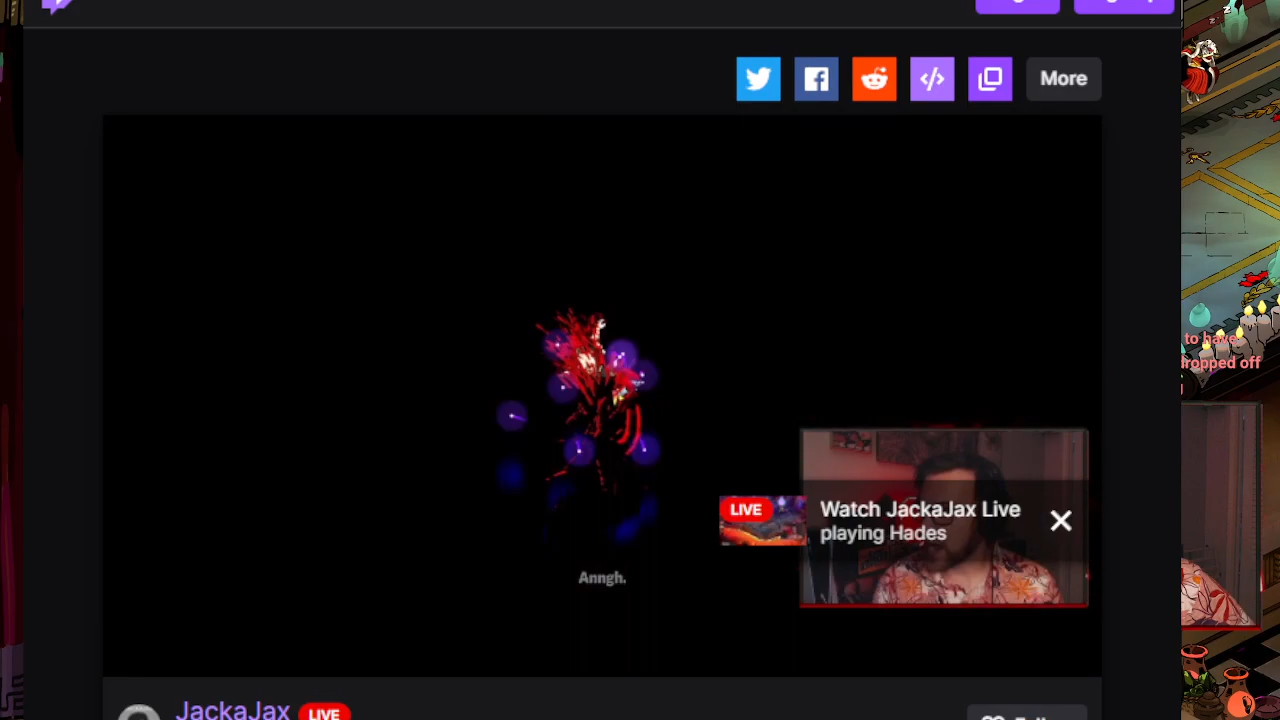 More
to have
dropped off
LIVE
Watch JackaJax Live
playing Hades
Anngh.
JackaJax
LIVE